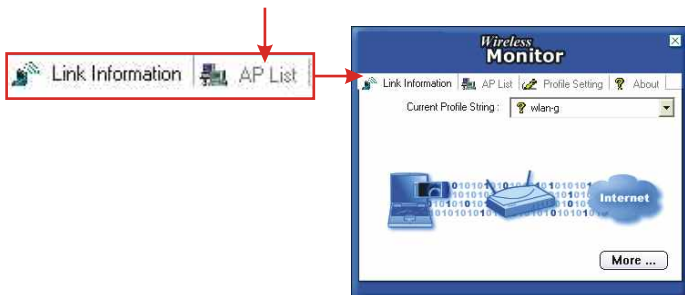 Link Information AP List
Wireless
Monitor
Link Information AP List Profile Setting About
Current Profile String : wlan-g
Internet
More ...